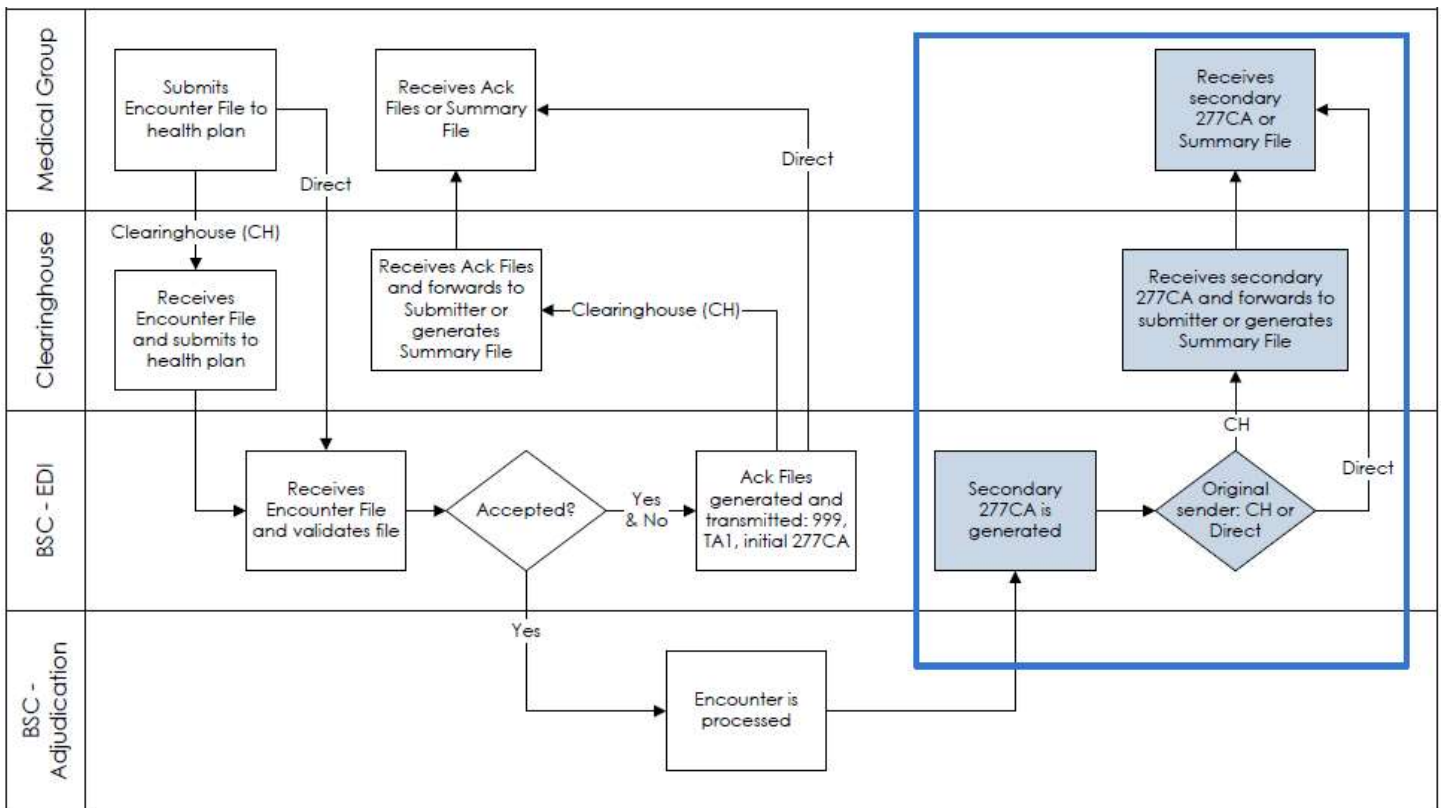 Medical Group
Submits
Encounter File to
health plan
Receives Ack
Files or Summary
File
Receives
secondary
277CA or
Summary File
Direct
Direct
Clearinghouse
Clearinghouse (CH)
Receives
Encounter File
and submits to
health plan
Receives Ack Files
and forwards to
Submitter or
generates
Summary File
Clearinghouse (CH)
Receives secondary
277CA and forwards to
submitter or generates
Summary File
BSC - EDI
Receives
Encounter File
and validates file
Accepted?
Yes
& No
Ack Files
generated and
transmitted: 999,
TA1, initial 277CA
Secondary
277CA is
generated
Original
sender: CH or
Direct
CH
Direct
BSC -
Adjudication
Yes
Encounter is
processed